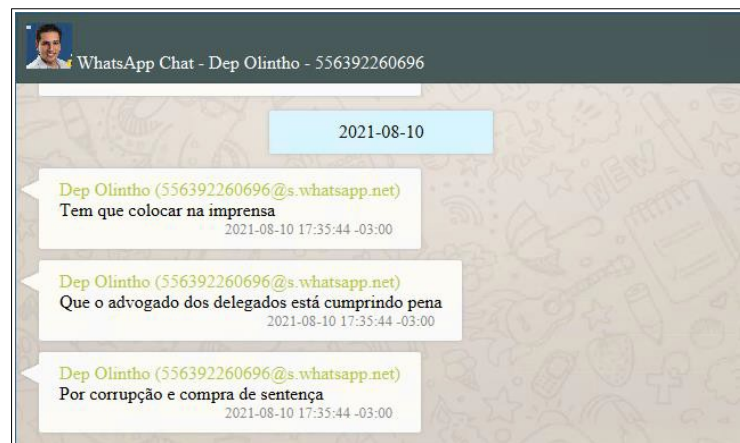 WhatsApp Chat - Dep Olintho - 556392260696
2021-08-10
Dep Olintho (556392260696@s.whatsapp.net)
Tem que colocar na imprensa
2021-08-10 17:35:44 -03:00
Dep Olintho (556392260696@s.whatsapp.net)
Que o advogado dos delegados está cumprindo pena
2021-08-10 17:35:44 -03:00
Dep Olintho (556392260696@s.whatsapp.net)
Por corrupção e compra de sentença
2021-08-10 17:35:44 -03:00